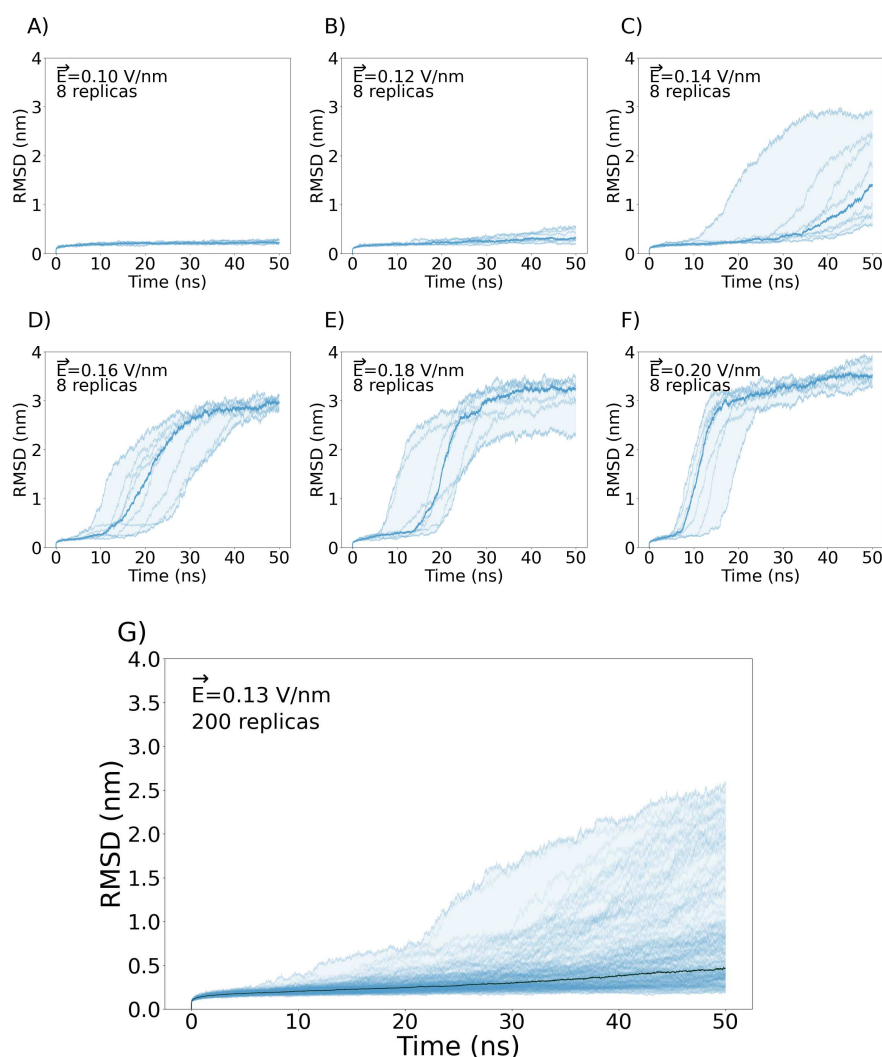 A)
B)
C)
4
3
2
1
0
RMSD (nm)
→
E=0.10 V/nm
8 replicas
0 10 20 30 40 50
Time (ns)
4
3
2
1
0
RMSD (nm)
→
E=0.12 V/nm
8 replicas
0 10 20 30 40 50
Time (ns)
4
3
2
1
0
RMSD (nm)
→
E=0.14 V/nm
8 replicas
0 10 20 30 40 50
Time (ns)
D)
E)
F)
4
3
2
1
0
RMSD (nm)
→
E=0.16 V/nm
8 replicas
0 10 20 30 40 50
Time (ns)
4
3
2
1
0
RMSD (nm)
→
E=0.18 V/nm
8 replicas
0 10 20 30 40 50
Time (ns)
4
3
2
1
0
RMSD (nm)
→
E=0.20 V/nm
8 replicas
0 10 20 30 40 50
Time (ns)
G)
4.0
3.5
3.0
2.5
2.0
1.5
1.0
0.5
0.0
RMSD (nm)
→
E=0.13 V/nm
200 replicas
0 10 20 30 40 50
Time (ns)